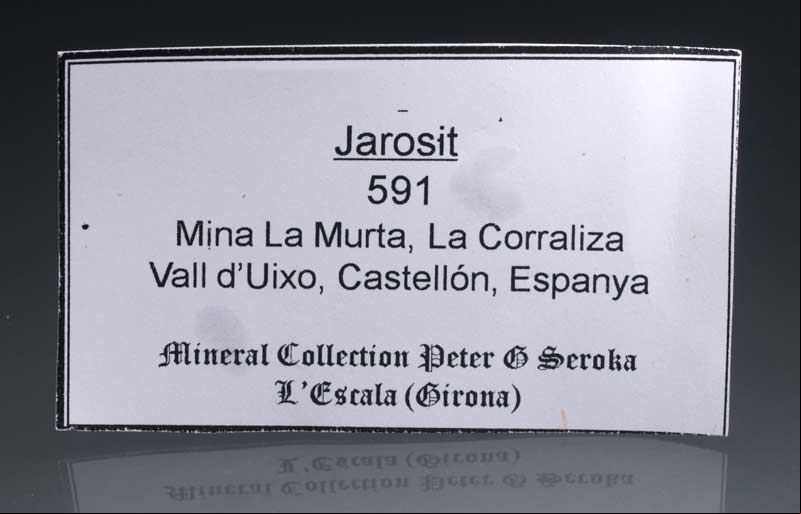 Jarosit
591
Mina La Murta, La Corraliza
Vall d'Uixo, Castellón, Espanya
Mineral Collection Peter G Seroka
L'Escala (Girona)